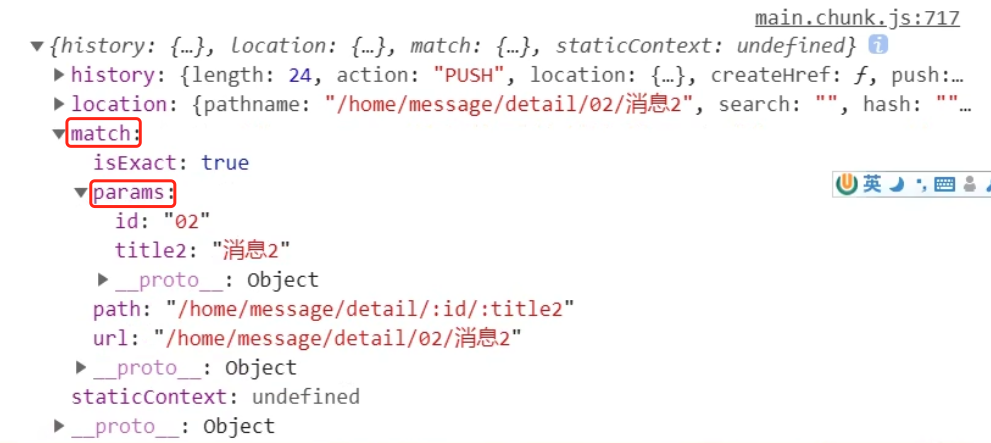 main.chunk.js:717
{history: {…}, location: {…}, match: {…}, staticContext: undefined} i
history: {length: 24, action: "PUSH", location: {…}, createHref: ƒ, push:…
location: {pathname: "/home/message/detail/02/消息2", search: "", hash: ""…
match:
isExact: true
params:
英
id: "02"
title2: "消息2"
__proto__: Object
path: "/home/message/detail/:id/:title2"
url: "/home/message/detail/02/消息2"
__proto__: Object
staticContext: undefined
__proto__: Object